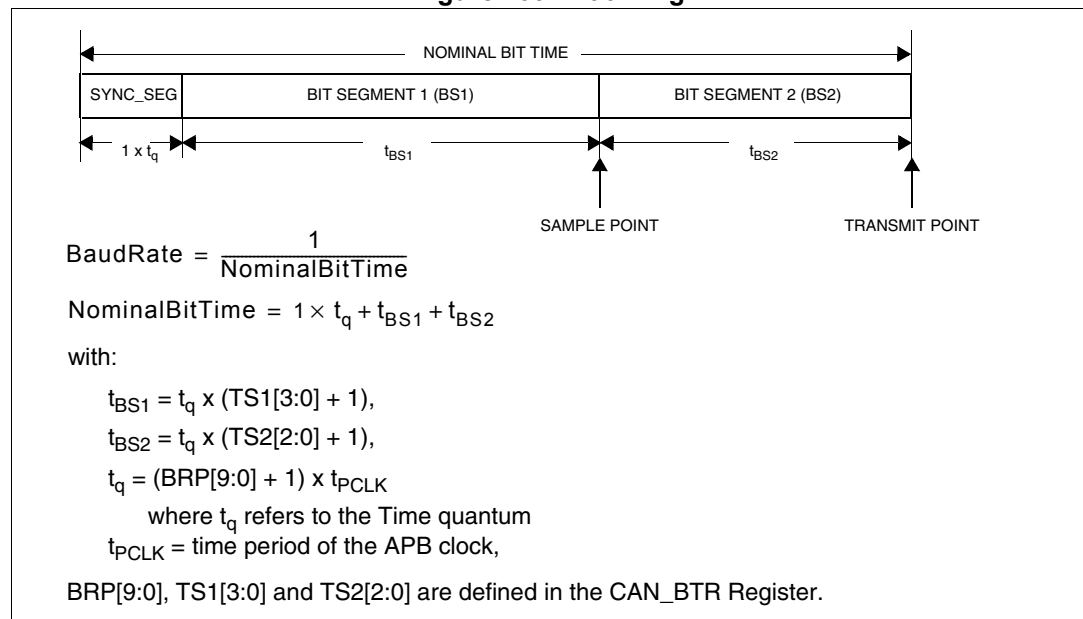 NOMINAL BIT TIME
SYNC_SEG
BIT SEGMENT 1 (BS1)
BIT SEGMENT 2 (BS2)
1 x tq
tBS1
tBS2
SAMPLE POINT
TRANSMIT POINT
BaudRate = 1 / NominalBitTime
NominalBitTime = 1 × tq + tBS1 + tBS2
with:
tBS1 = tq x (TS1[3:0] + 1),
tBS2 = tq x (TS2[2:0] + 1),
tq = (BRP[9:0] + 1) x tPCLK
where tq refers to the Time quantum
tPCLK = time period of the APB clock,
BRP[9:0], TS1[3:0] and TS2[2:0] are defined in the CAN_BTR Register.